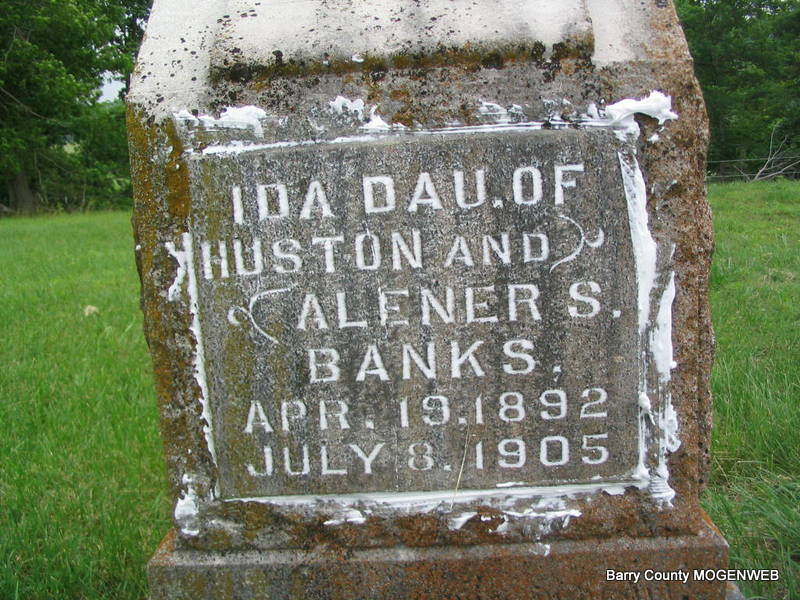 IDA DAU. OF
HUSTON AND
ALENER S.
BANKS,
APR. 19. 1892
JULY 8. 1905
Barry County MOGENWEB